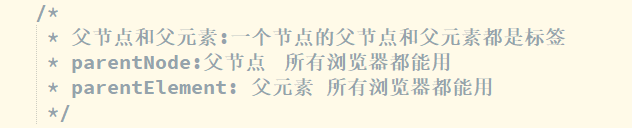 /*
* 父节点和父元素:一个节点的父节点和父元素都是标签
* parentNode:父节点 所有浏览器都能用
* parentElement: 父元素 所有浏览器都能用
*/